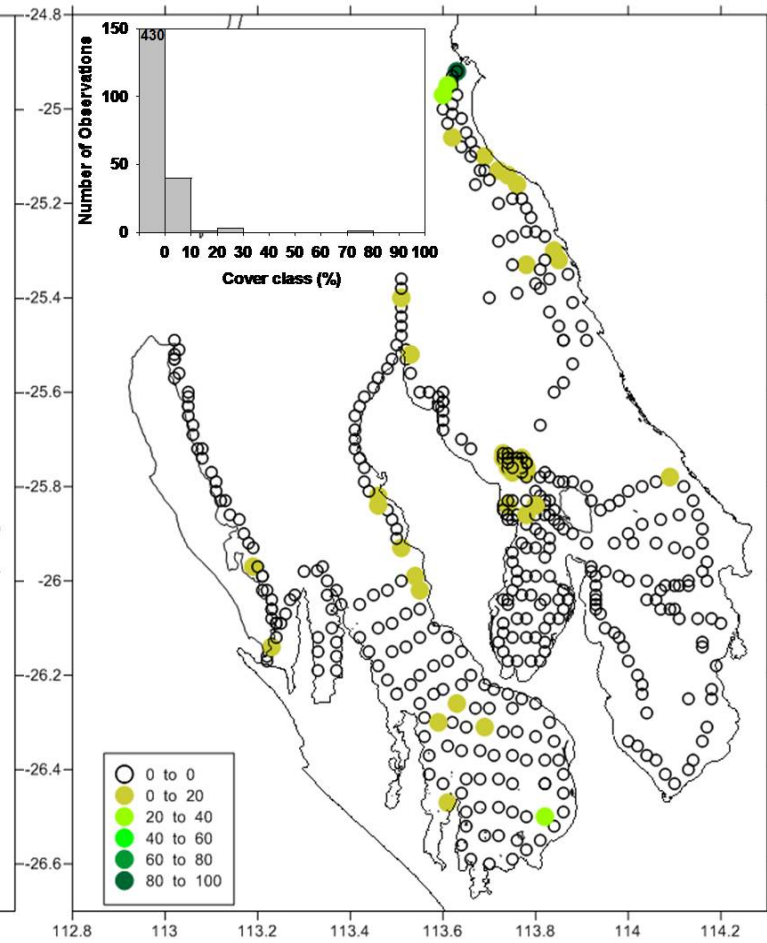 -24.8
150
430
100
50
0
Number of Observations
0 10 20 30 40 50 60 70 80 90 100
Cover class (%)
-25
-25.2
-25.4
-25.6
-25.8
-26
-26.2
-26.4
-26.6
0 to 0
0 to 20
20 to 40
40 to 60
60 to 80
80 to 100
112.8 113 113.2 113.4 113.6 113.8 114 114.2